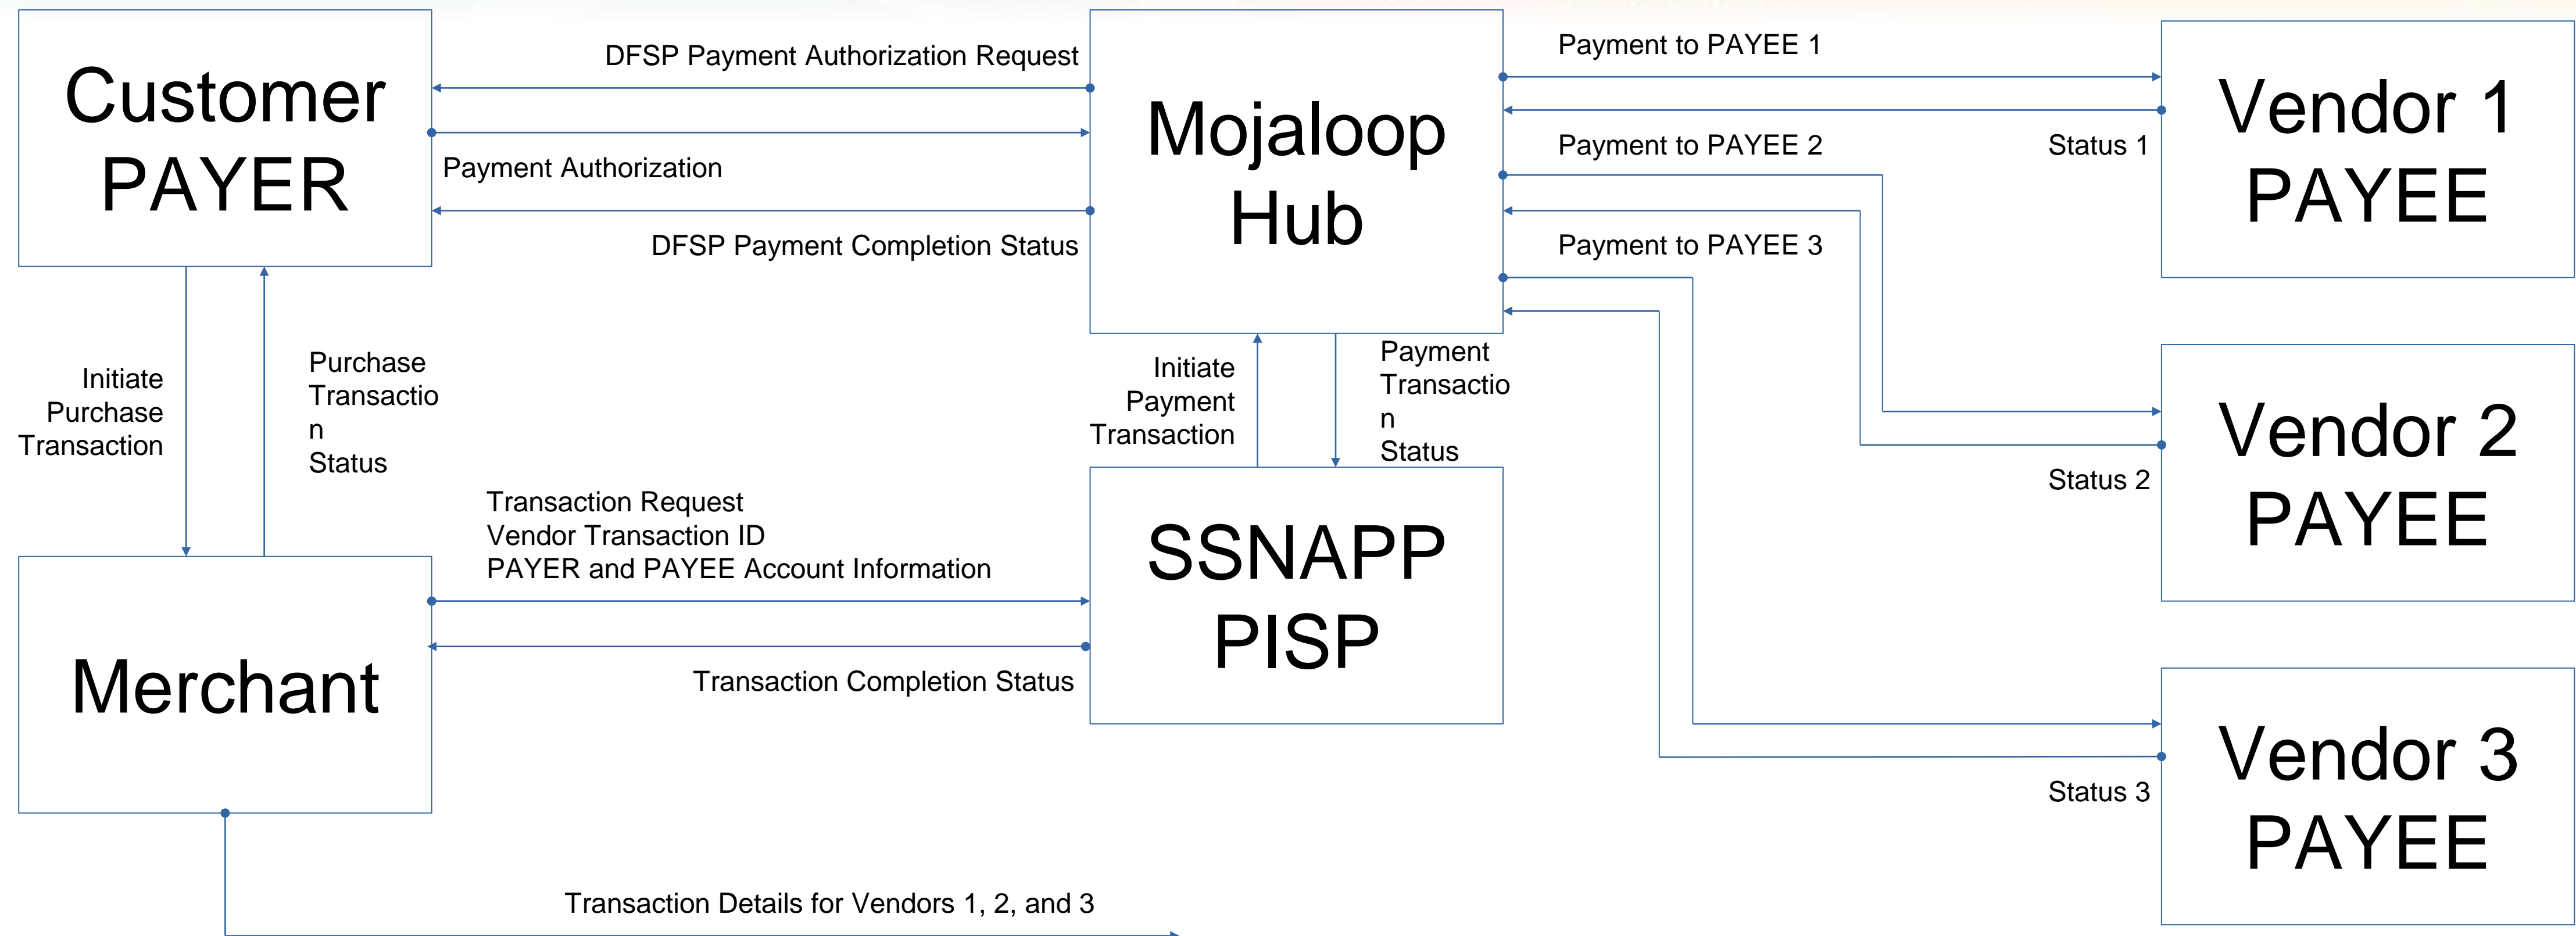 Customer
PAYER
DFSP Payment Authorization Request
Payment Authorization
DFSP Payment Completion Status
Mojaloop
Hub
Payment to PAYEE 1
Status 1
Payment to PAYEE 2
Payment to PAYEE 3
Vendor 1
PAYEE
Initiate
Purchase
Transaction
Purchase
Transactio
n
Status
Initiate
Payment
Transaction
Payment
Transactio
n
Status
Vendor 2
PAYEE
Status 2
Transaction Request
Vendor Transaction ID
PAYER and PAYEE Account Information
SSNAPP
PISP
Merchant
Transaction Completion Status
Vendor 3
PAYEE
Status 3
Transaction Details for Vendors 1, 2, and 3